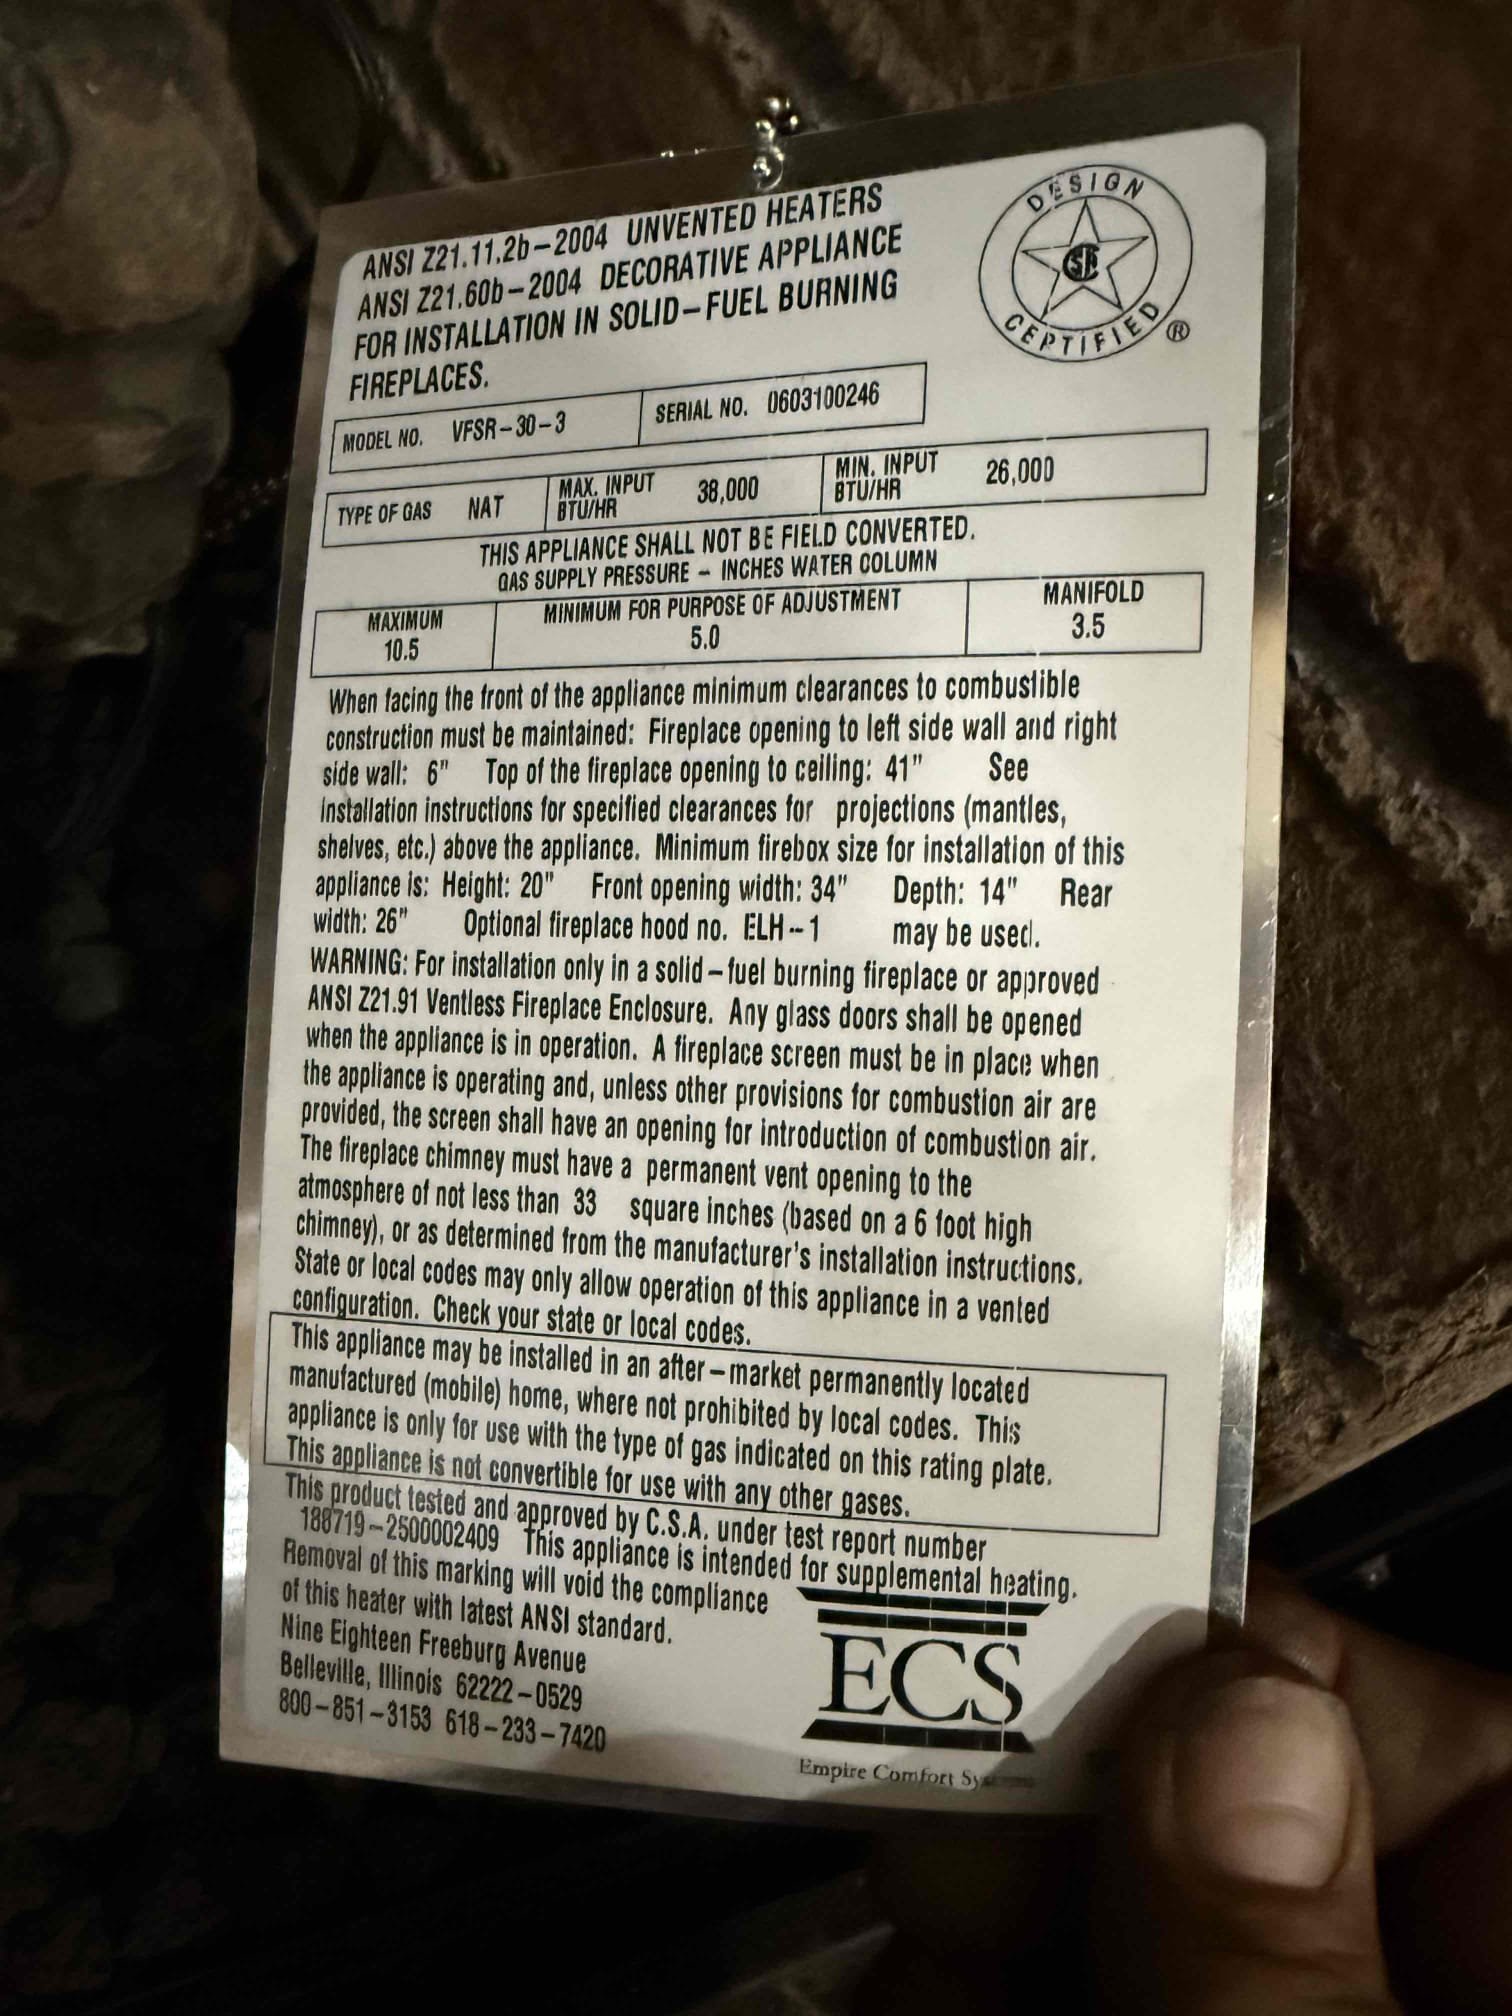 ANSI Z21.11.2b-2004 UNVENTED HEATERS
ANSI Z21.60b-2004 DECORATIVE APPLIANCE
FOR INSTALLATION IN SOLID-FUEL BURNING
FIREPLACES.
DESIGN CERTIFIED ®
MODEL NO. VFSR-30-3 SERIAL NO. 0603100246
TYPE OF GAS NAT MAX. INPUT BTU/HR 38,000 MIN. INPUT BTU/HR 26,000
THIS APPLIANCE SHALL NOT BE FIELD CONVERTED.
GAS SUPPLY PRESSURE - INCHES WATER COLUMN
MAXIMUM MINIMUM FOR PURPOSE OF ADJUSTMENT MANIFOLD
10.5 5.0 3.5
When facing the front of the appliance minimum clearances to combustible
construction must be maintained: Fireplace opening to left side wall and right
side wall: 6" Top of the fireplace opening to ceiling: 41" See
installation instructions for specified clearances for projections (mantles,
shelves, etc.) above the appliance. Minimum firebox size for installation of this
appliance is: Height: 20" Front opening width: 34" Depth: 14" Rear
width: 26" Optional fireplace hood no. ELH--1 may be used.
WARNING: For installation only in a solid-fuel burning fireplace or approved
ANSI Z21.91 Ventless Fireplace Enclosure. Any glass doors shall be opened
when the appliance is in operation. A fireplace screen must be in place when
the appliance is operating and, unless other provisions for combustion air are
provided, the screen shall have an opening for introduction of combustion air.
The fireplace chimney must have a permanent vent opening to the
atmosphere of not less than 33 square inches (based on a 6 foot high
chimney), or as determined from the manufacturer's installation instructions.
State or local codes may only allow operation of this appliance in a vented
configuration. Check your state or local codes.
This appliance may be installed in an after-market permanently located
manufactured (mobile) home, where not prohibited by local codes. This
appliance is only for use with the type of gas indicated on this rating plate.
This appliance is not convertible for use with any other gases.
This product tested and approved by C.S.A. under test report number
188719-2500002409 This appliance is intended for supplemental heating.
Removal of this marking will void the compliance
of this heater with latest ANSI standard.
Nine Eighteen Freeburg Avenue
Belleville, Illinois 62222-0529
800-851-3153 618-233-7420
ECS
Empire Comfort